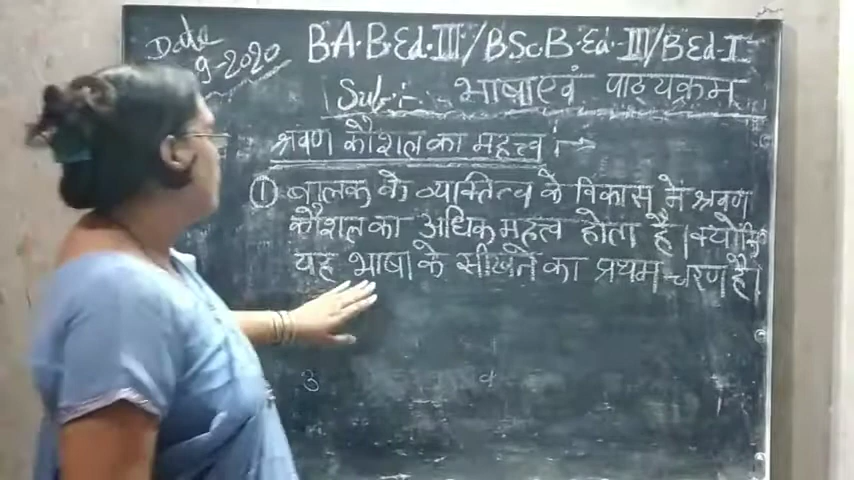 Date
9-2020
B.A. B.Ed. III / BSc B.Ed. III / B.Ed-I
Sub :- भाषा एवं पाठ्यक्रम
श्रवण कौशल का महत्त्व :→
① बालक के व्यक्तित्व के विकास में श्रवण
कौशल का अधिक महत्व होता है। क्योकि
यह भाषा के सीखने का प्रथम चरण है।